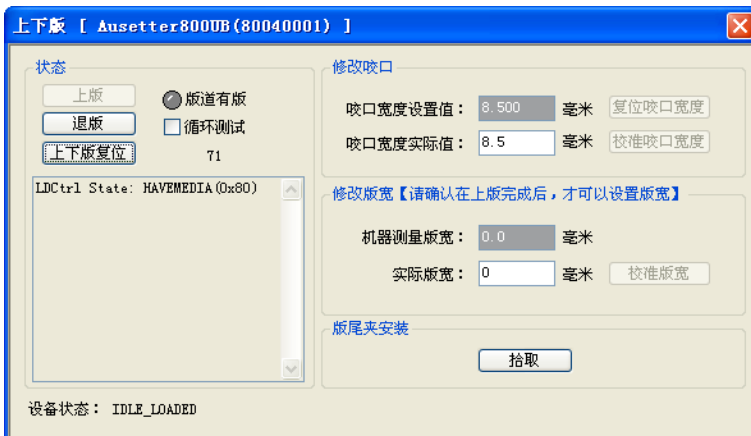 上下版 [ Ausetter800UB(80040001) ]
状态
上版
版道有版
退版
循环测试
上下版复位
71
LDCtrl State: HAVEMEDIA(0x80)
设备状态： IDLE_LOADED
修改咬口
咬口宽度设置值： 8.500 毫米 复位咬口宽度
咬口宽度实际值： 8.5 毫米 校准咬口宽度
修改版宽【请确认在上版完成后，才可以设置版宽】
机器测量版宽： 0.0 毫米
实际版宽： 0 毫米 校准版宽
版尾夹安装
拾取